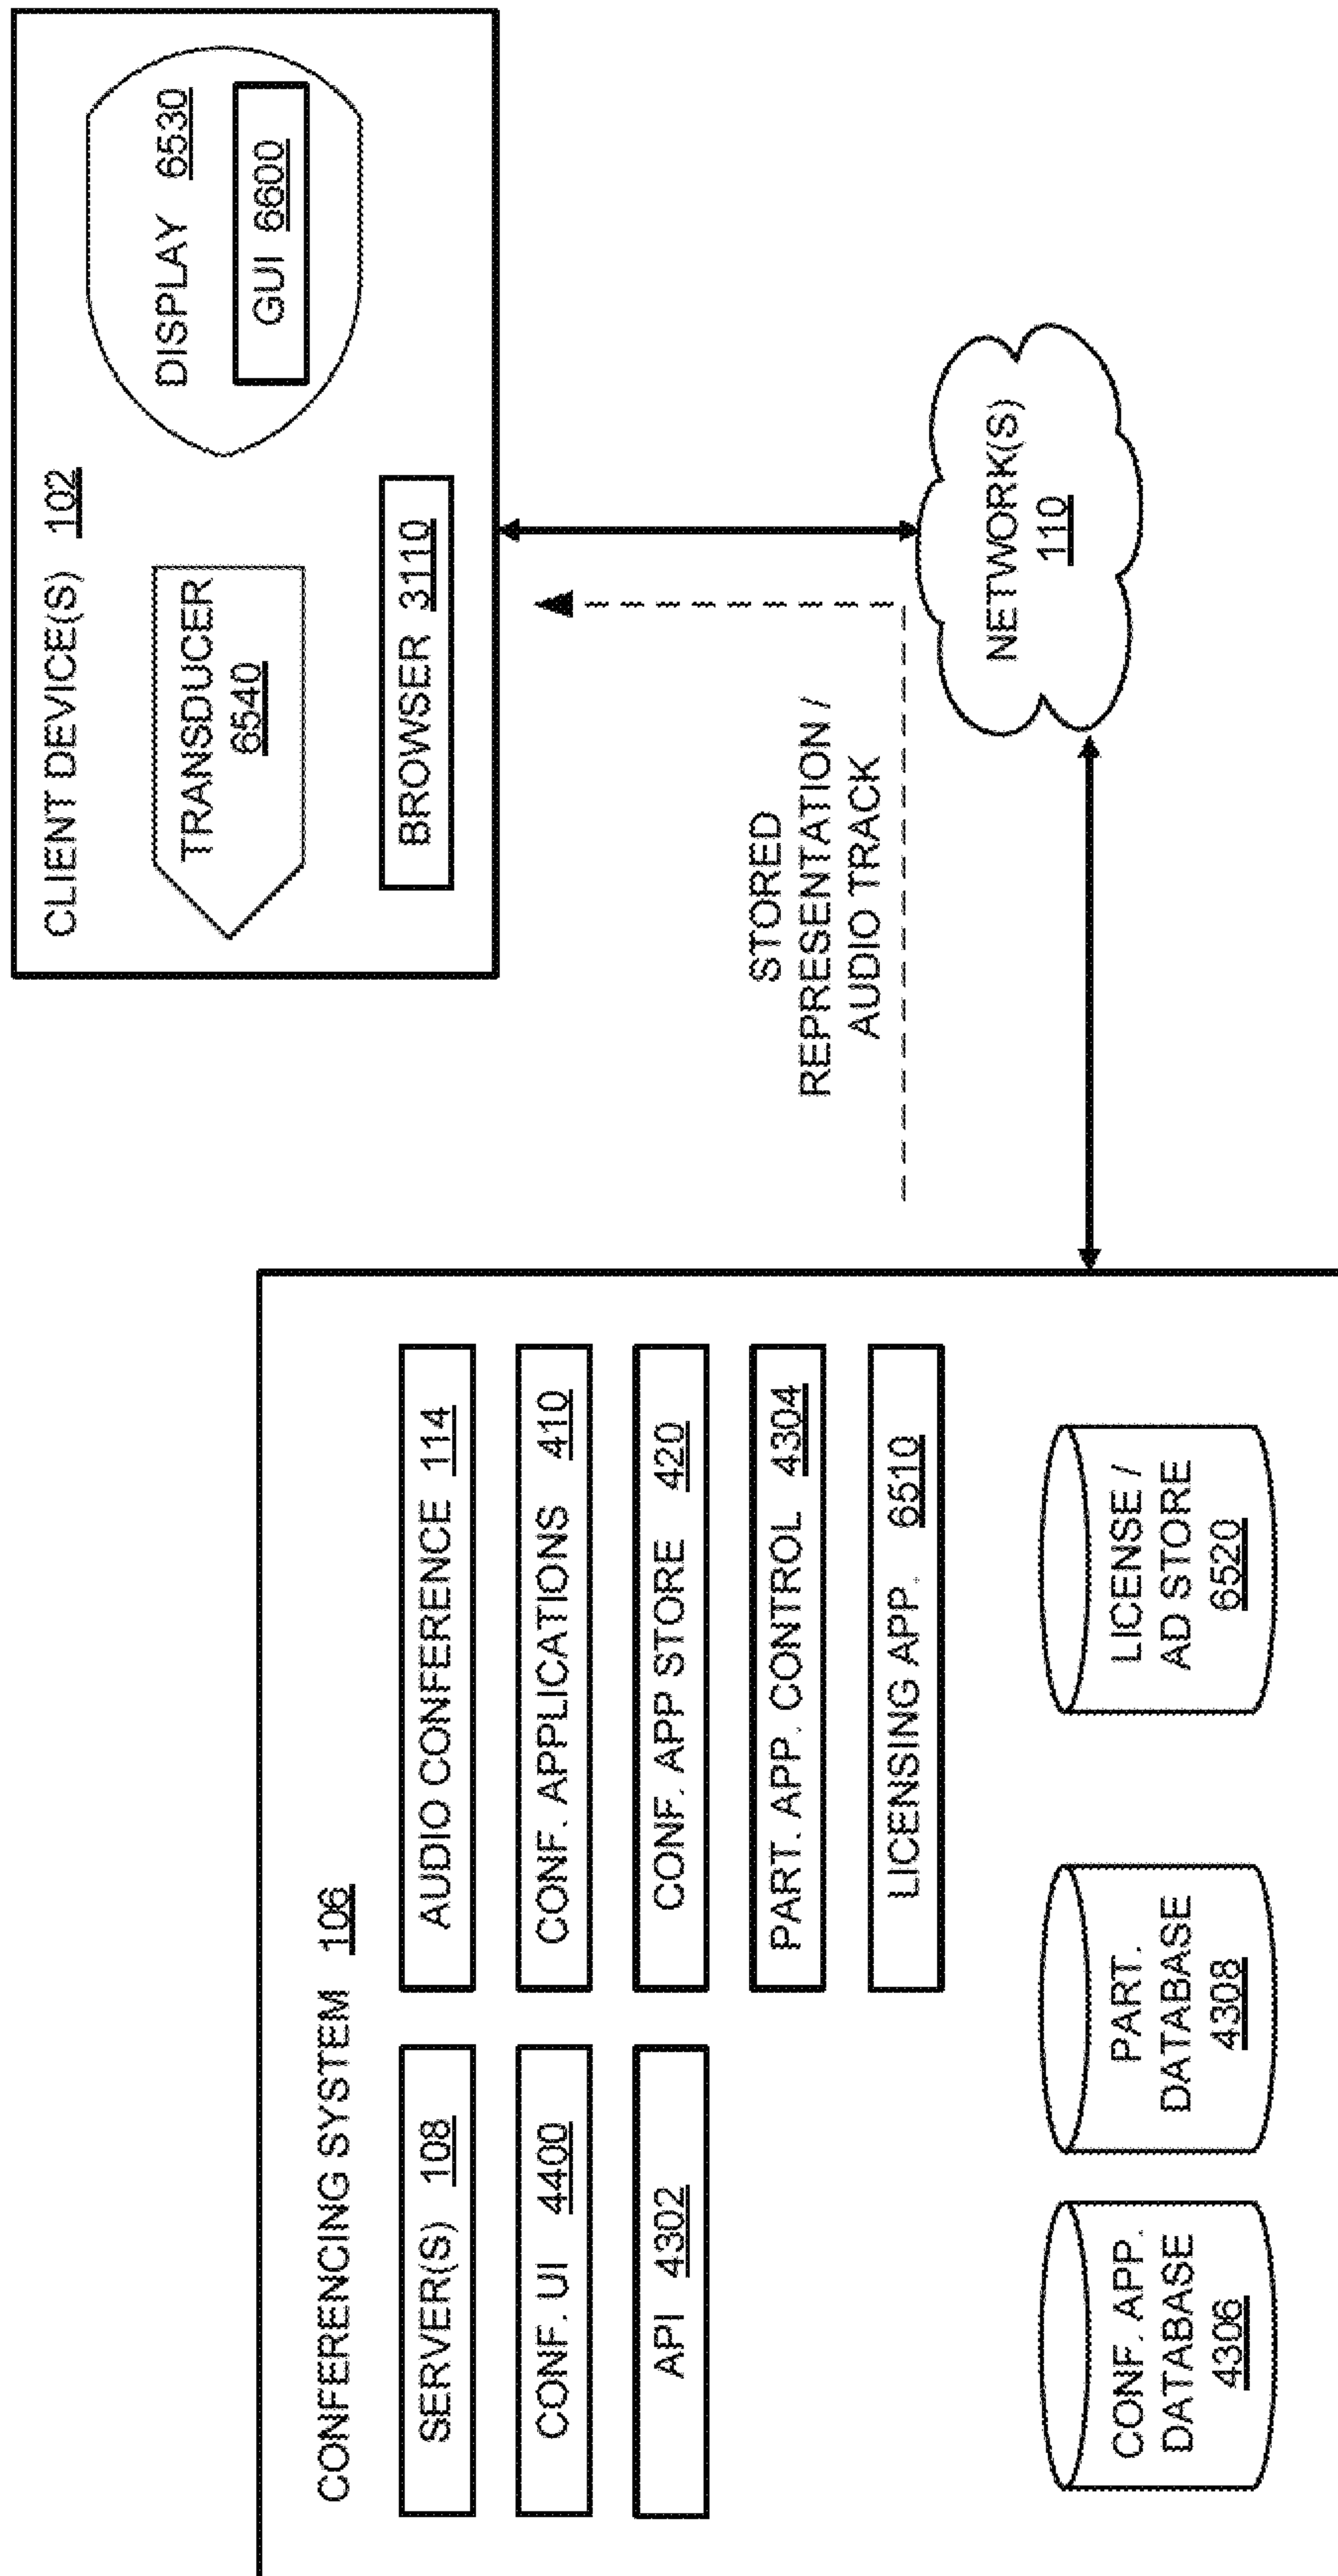 CONFERENCING SYSTEM 106
SERVER(S) 108
CONF. UI 4400
API 4302
AUDIO CONFERENCE 114
CONF. APPLICATIONS 410
CONF. APP STORE 420
PART. APP. CONTROL 4304
LICENSING APP. 6510
CONF. APP.
DATABASE
4306
PART.
DATABASE
4308
LICENSE /
AD STORE
6520
STORED
REPRESENTATION /
AUDIO TRACK
NETWORK(S)
110
CLIENT DEVICE(S) 102
TRANSDUCER
6540
BROWSER 3110
DISPLAY 6530
GUI 6600